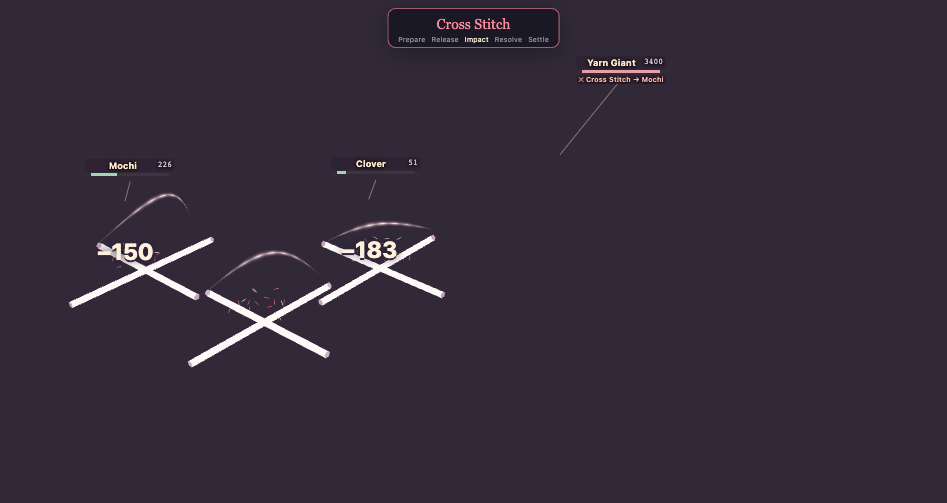 Cross Stitch
Prepare Release Impact Resolve Settle
Yarn Giant 3400
× Cross Stitch → Mochi
Mochi 226
Clover 51
–150
–183